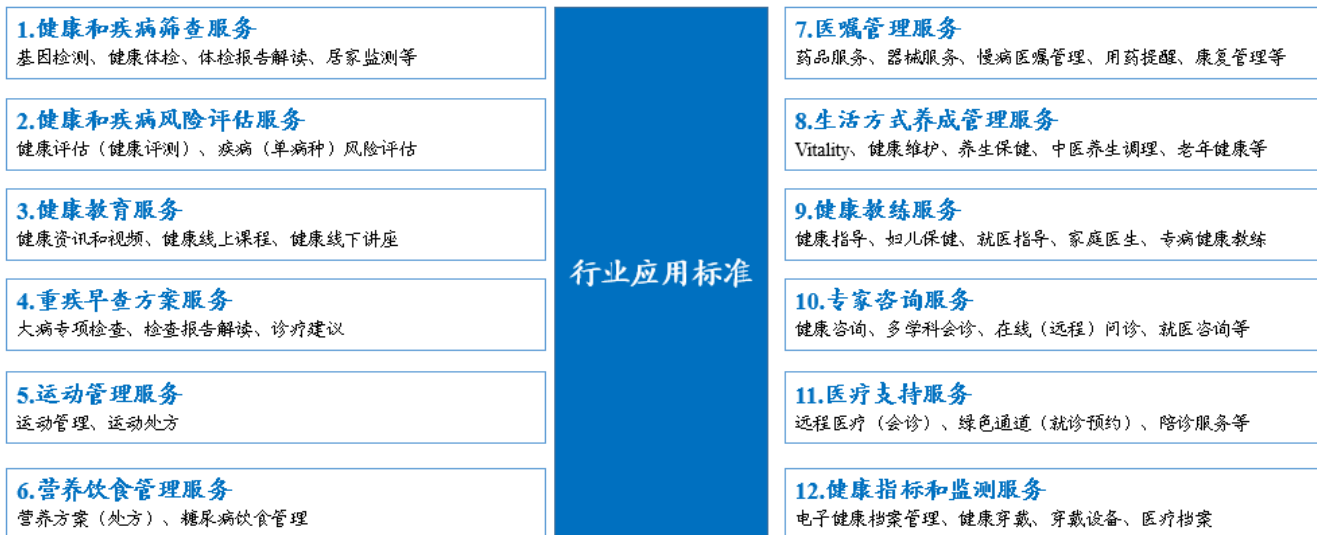 1.健康和疾病筛查服务
基因检测、健康体检、体检报告解读、居家监测等
2.健康和疾病风险评估服务
健康评估（健康评测）、疾病（单病种）风险评估
3.健康教育服务
健康资讯和视频、健康线上课程、健康线下讲座
4.重疾早查方案服务
大病专项检查、检查报告解读、诊疗建议
5.运动管理服务
运动管理、运动处方
6.营养饮食管理服务
营养方案（处方）、糖尿病饮食管理
行业应用标准
7.医嘱管理服务
药品服务、器械服务、慢病医嘱管理、用药提醒、康复管理等
8.生活方式养成管理服务
Vitality、健康维护、养生保健、中医养生调理、老年健康等
9.健康教练服务
健康指导、妇儿保健、就医指导、家庭医生、专病健康教练
10.专家咨询服务
健康咨询、多学科会诊、在线（远程）问诊、就医咨询等
11.医疗支持服务
远程医疗（会诊）、绿色通道（就诊预约）、陪诊服务等
12.健康指标和监测服务
电子健康档案管理、健康穿戴、穿戴设备、医疗档案